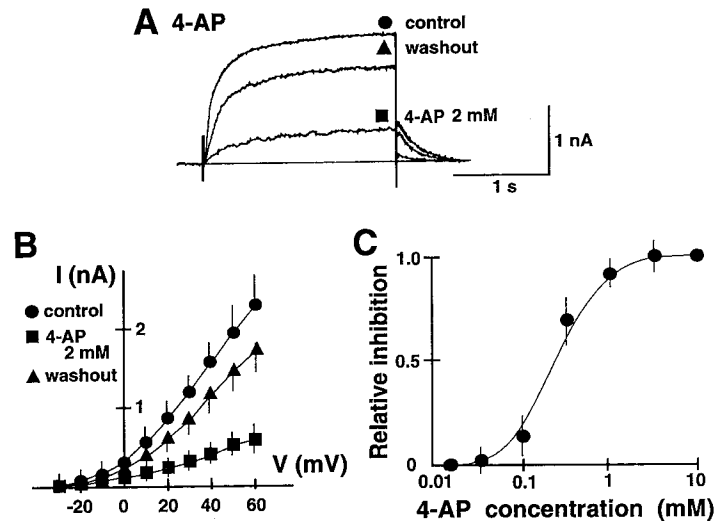 A 4-AP
● control
▲ washout
■ 4-AP 2 mM
1 nA
1 s
B
I (nA)
● control
■ 4-AP
2 mM
▲ washout
2
1
V (mV)
-20 0 20 40 60
C
Relative inhibition
1.0
0.5
0
0.01 0.1 1 10
4-AP concentration (mM)